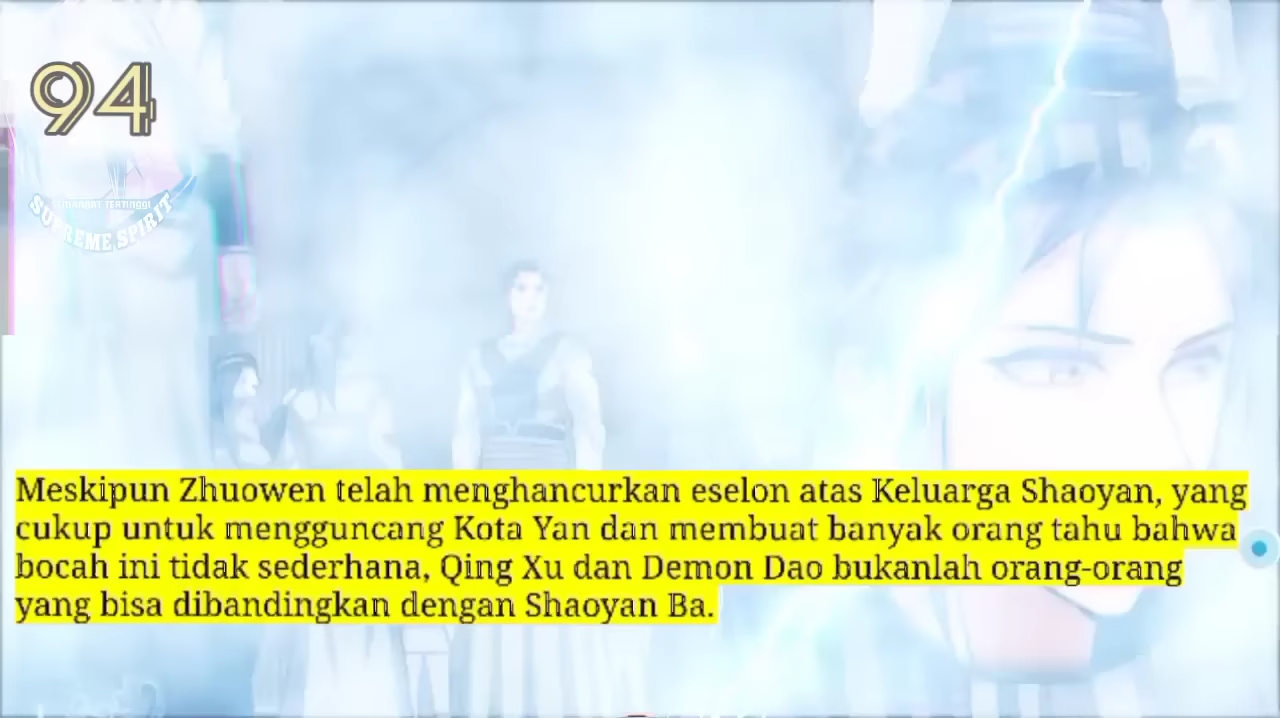 94
SUPREME SPIRIT
Meskipun Zhuowen telah menghancurkan eselon atas Keluarga Shaoyan, yang
cukup untuk mengguncang Kota Yan dan membuat banyak orang tahu bahwa
bocah ini tidak sederhana, Qing Xu dan Demon Dao bukanlah orang-orang
yang bisa dibandingkan dengan Shaoyan Ba.